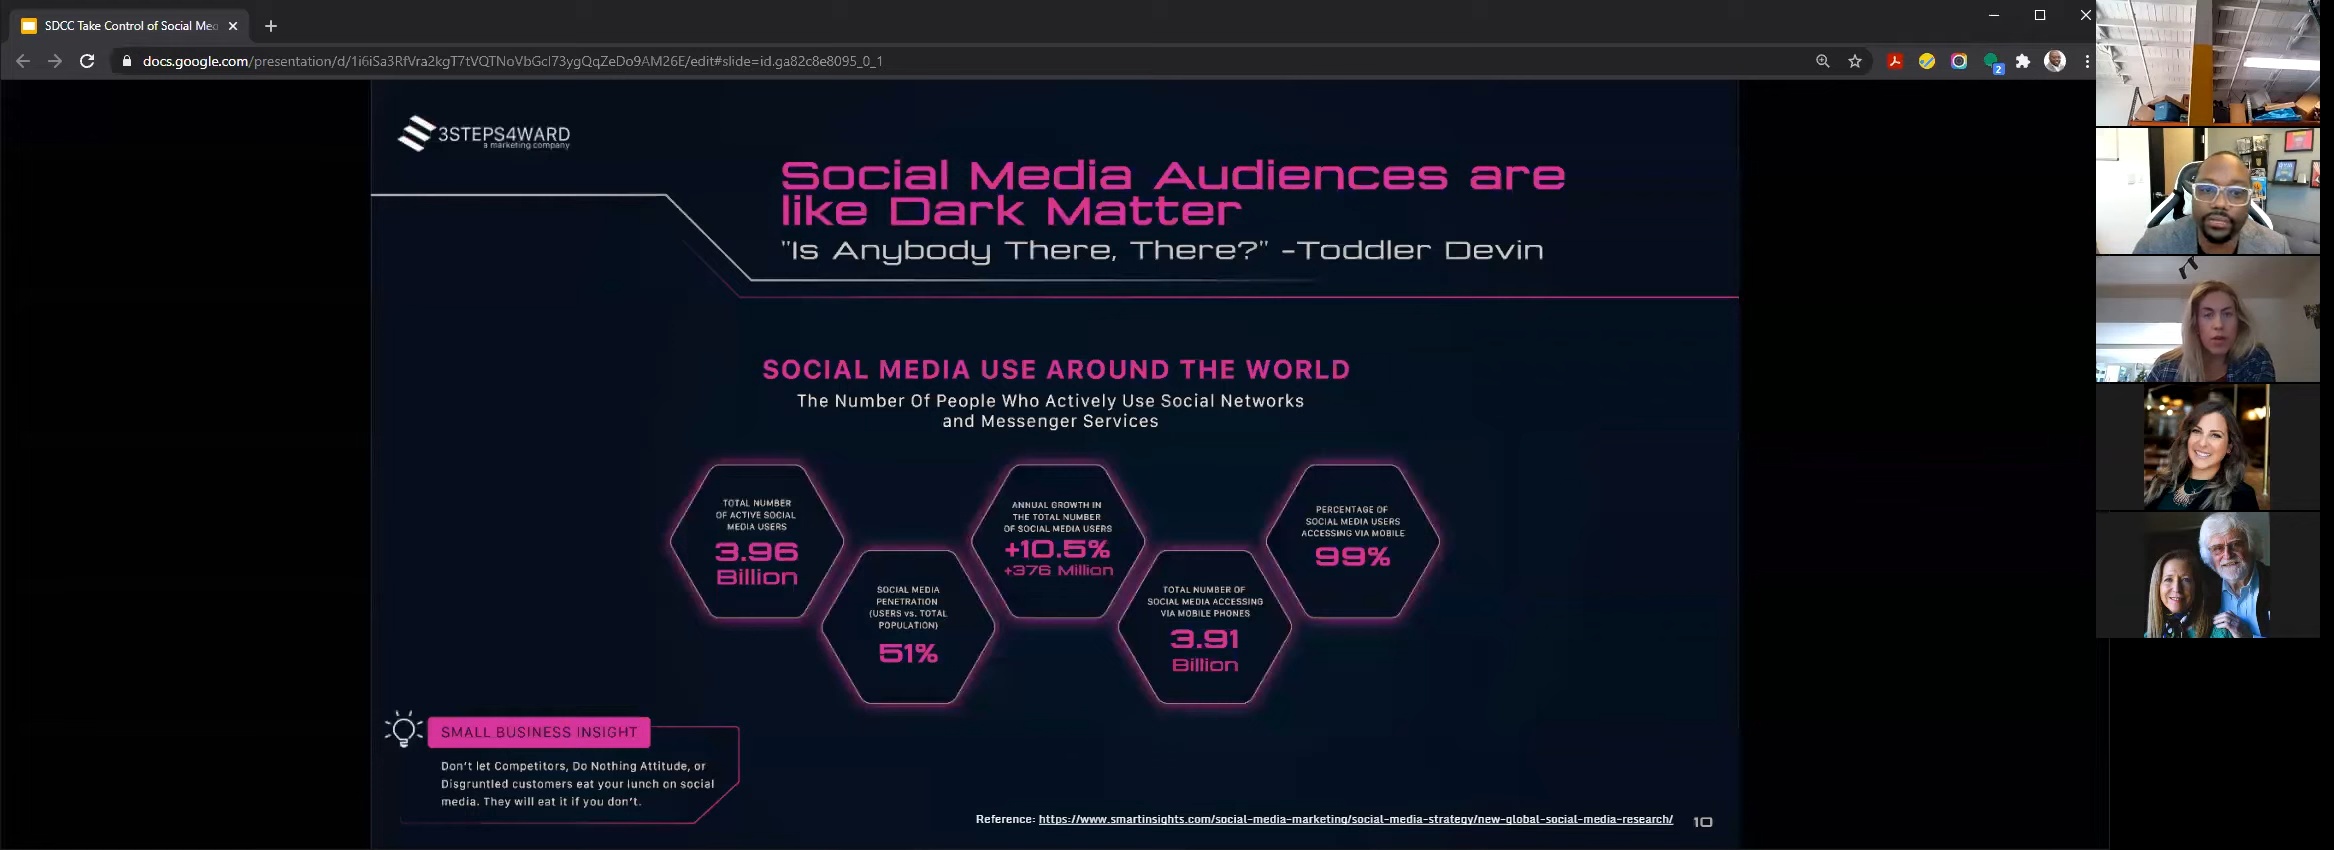 SDCC Take Control of Social Med
docs.google.com/presentation/d/1i6iSa3RfVra2kgT7tVQTNoVbGcI73ygQqZeDo9AM26E/edit#slide=id.ga82c8e8095_0_1
2
3STEPS4WARD
a marketing company
Social Media Audiences are
like Dark Matter
"Is Anybody There, There?" -Toddler Devin
SOCIAL MEDIA USE AROUND THE WORLD
The Number Of People Who Actively Use Social Networks
and Messenger Services
TOTAL NUMBER
OF ACTIVE SOCIAL
MEDIA USERS
3.96
Billion
SOCIAL MEDIA
PENETRATION
(USERS vs. TOTAL
POPULATION)
51%
ANNUAL GROWTH IN
THE TOTAL NUMBER
OF SOCIAL MEDIA USERS
+10.5%
+376 Million
TOTAL NUMBER OF
SOCIAL MEDIA ACCESSING
VIA MOBILE PHONES
3.91
Billion
PERCENTAGE OF
SOCIAL MEDIA USERS
ACCESSING VIA MOBILE
99%
SMALL BUSINESS INSIGHT
Don't let Competitors, Do Nothing Attitude, or
Disgruntled customers eat your lunch on social
media. They will eat it if you don't.
Reference: https://www.smartinsights.com/social-media-marketing/social-media-strategy/new-global-social-media-research/
10